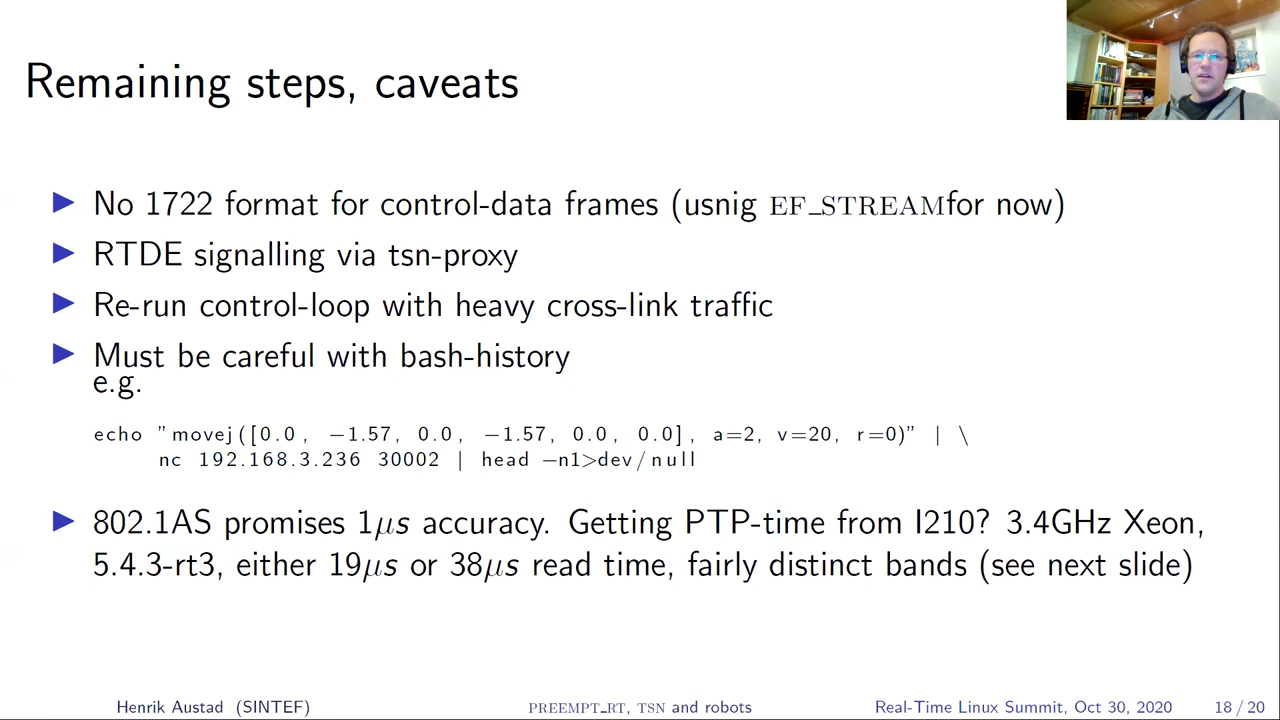 Remaining steps, caveats
▶ No 1722 format for control-data frames (usnig EF_STREAMfor now)
▶ RTDE signalling via tsn-proxy
▶ Re-run control-loop with heavy cross-link traffic
▶ Must be careful with bash-history
e.g.
echo "movej([0.0, −1.57, 0.0, −1.57, 0.0, 0.0], a=2, v=20, r=0)" | \
nc 192.168.3.236 30002 | head −n1>dev/null
▶ 802.1AS promises 1μs accuracy. Getting PTP-time from I210? 3.4GHz Xeon,
5.4.3-rt3, either 19μs or 38μs read time, fairly distinct bands (see next slide)
Henrik Austad (SINTEF) PREEMPT_RT, TSN and robots Real-Time Linux Summit, Oct 30, 2020 18 / 20